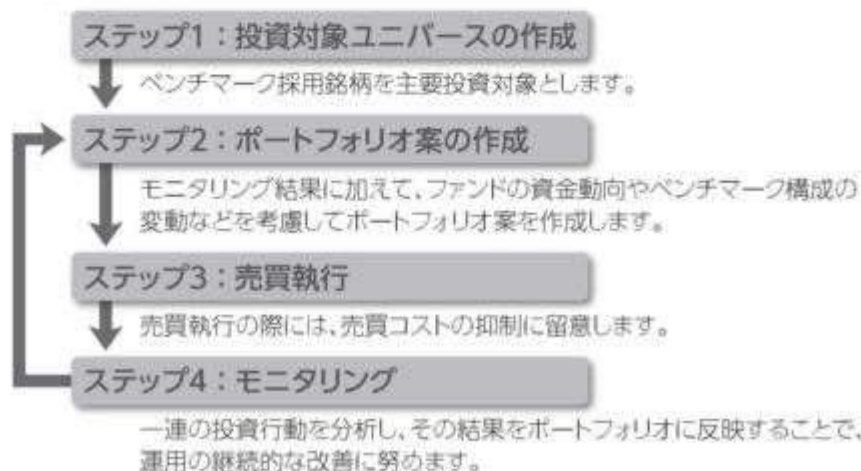 ステップ1：投資対象ユニバースの作成
ベンチマーク採用銘柄を主要投資対象とします。
ステップ2：ポートフォリオ案の作成
モニタリング結果に加えて、ファンドの資金動向やベンチマーク構成の
変動などを考慮してポートフォリオ案を作成します。
ステップ3：売買執行
売買執行の際には、売買コストの抑制に留意します。
ステップ4：モニタリング
一連の投資行動を分析し、その結果をポートフォリオに反映することで、
運用の継続的な改善に努めます。